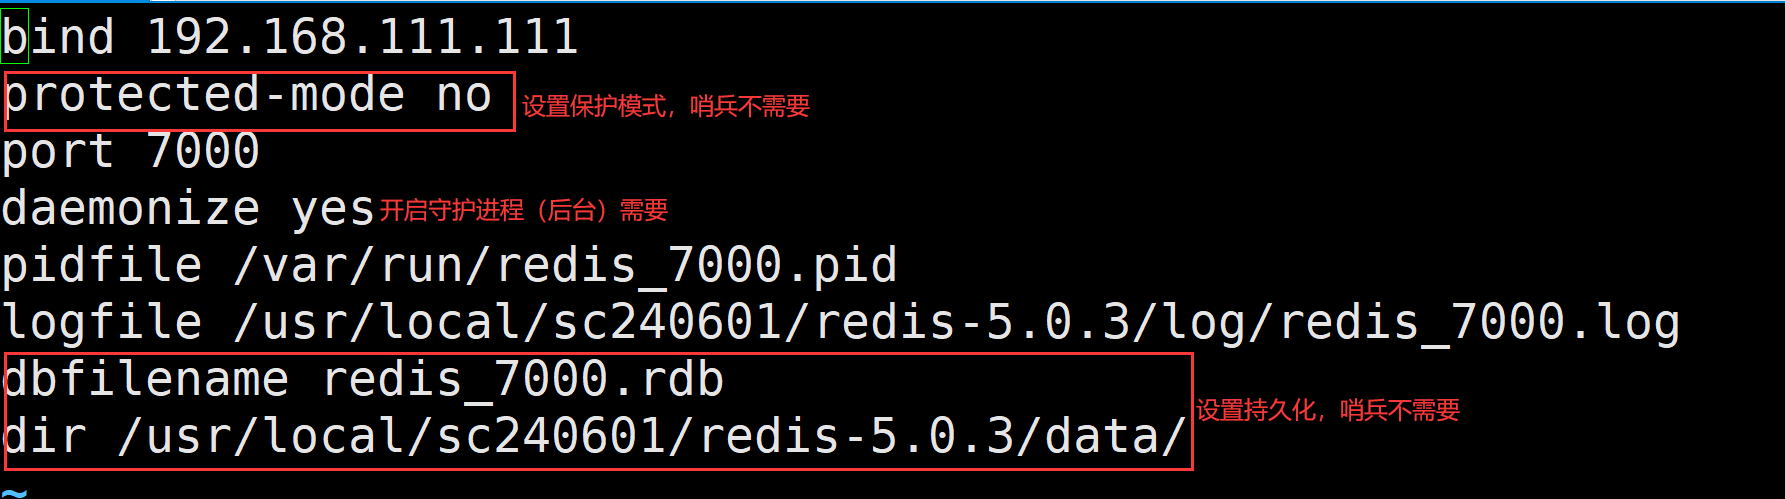 bind 192.168.111.111
protected-mode no 设置保护模式，哨兵不需要
port 7000
daemonize yes 开启守护进程（后台）需要
pidfile /var/run/redis_7000.pid
logfile /usr/local/sc240601/redis-5.0.3/log/redis_7000.log
dbfilename redis_7000.rdb
dir /usr/local/sc240601/redis-5.0.3/data/ 设置持久化，哨兵不需要
~